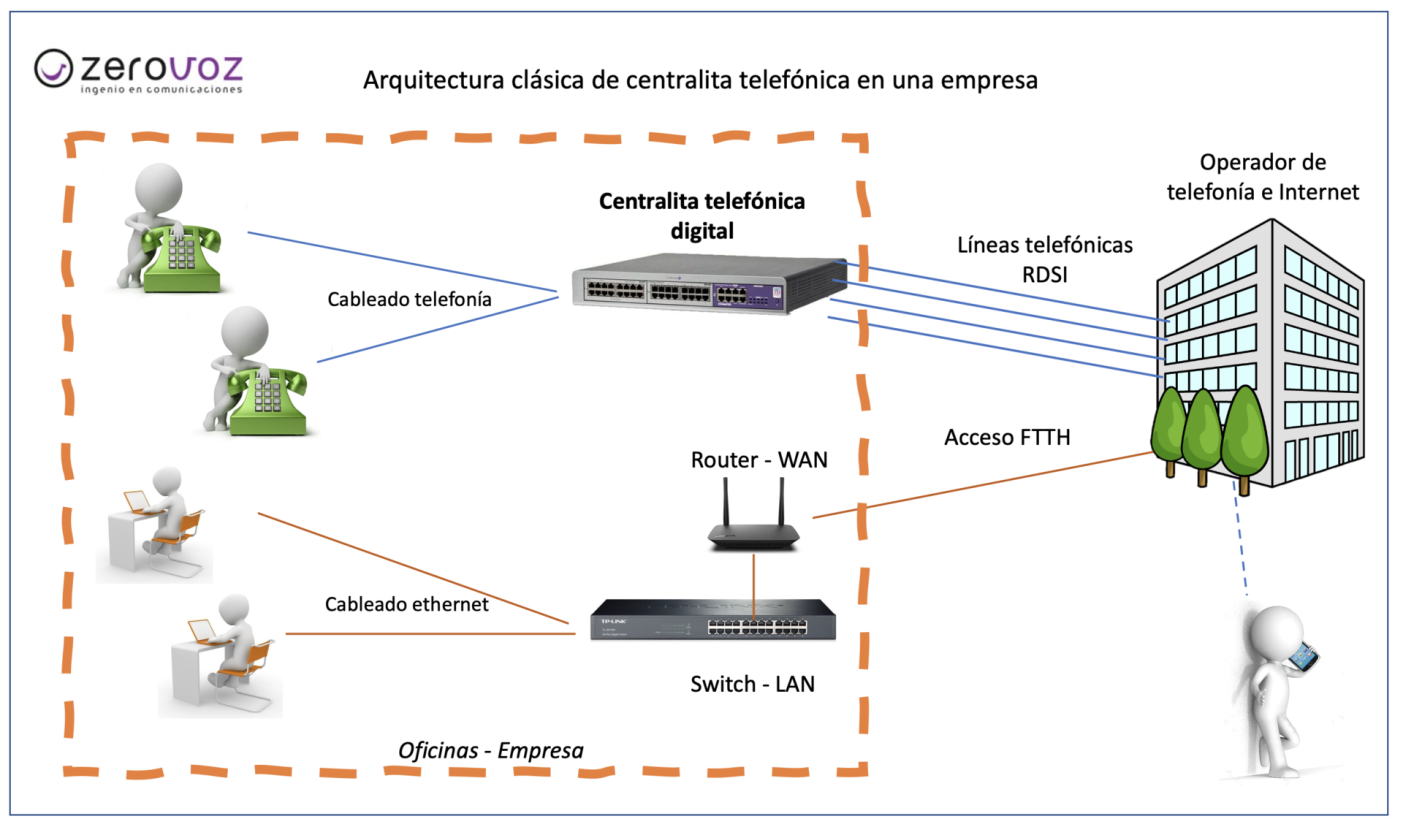 zerovoz
ingenio en comunicaciones
Arquitectura clásica de centralita telefónica en una empresa
Operador de
telefonía e Internet
Centralita telefónica
digital
Líneas telefónicas
RDSI
Cableado telefonía
Acceso FTTH
Router - WAN
Cableado ethernet
TP-LINK
Switch - LAN
Oficinas - Empresa